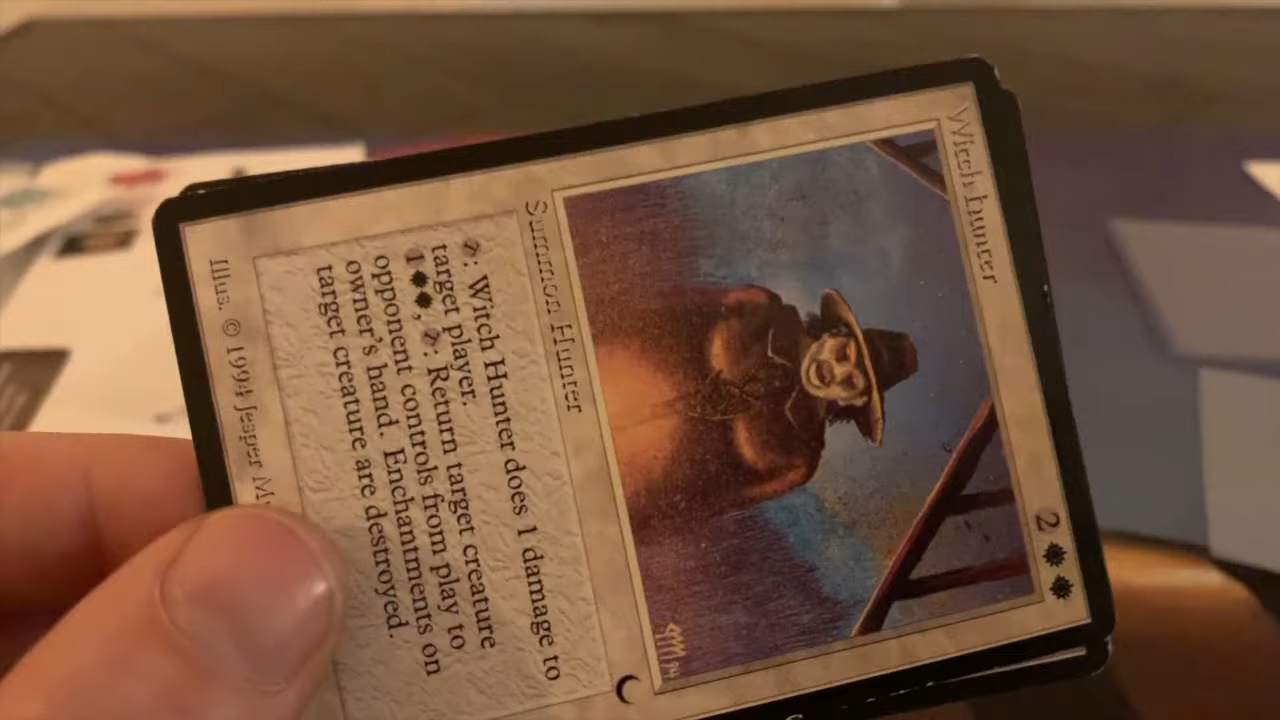 Witch hunter
2
Summon Hunter
: Witch Hunter does 1 damage to
target player.
1 , : Return target creature
opponent controls from play to
owner's hand. Enchantments on
target creature are destroyed.
Illus. © 1994 Jesper M